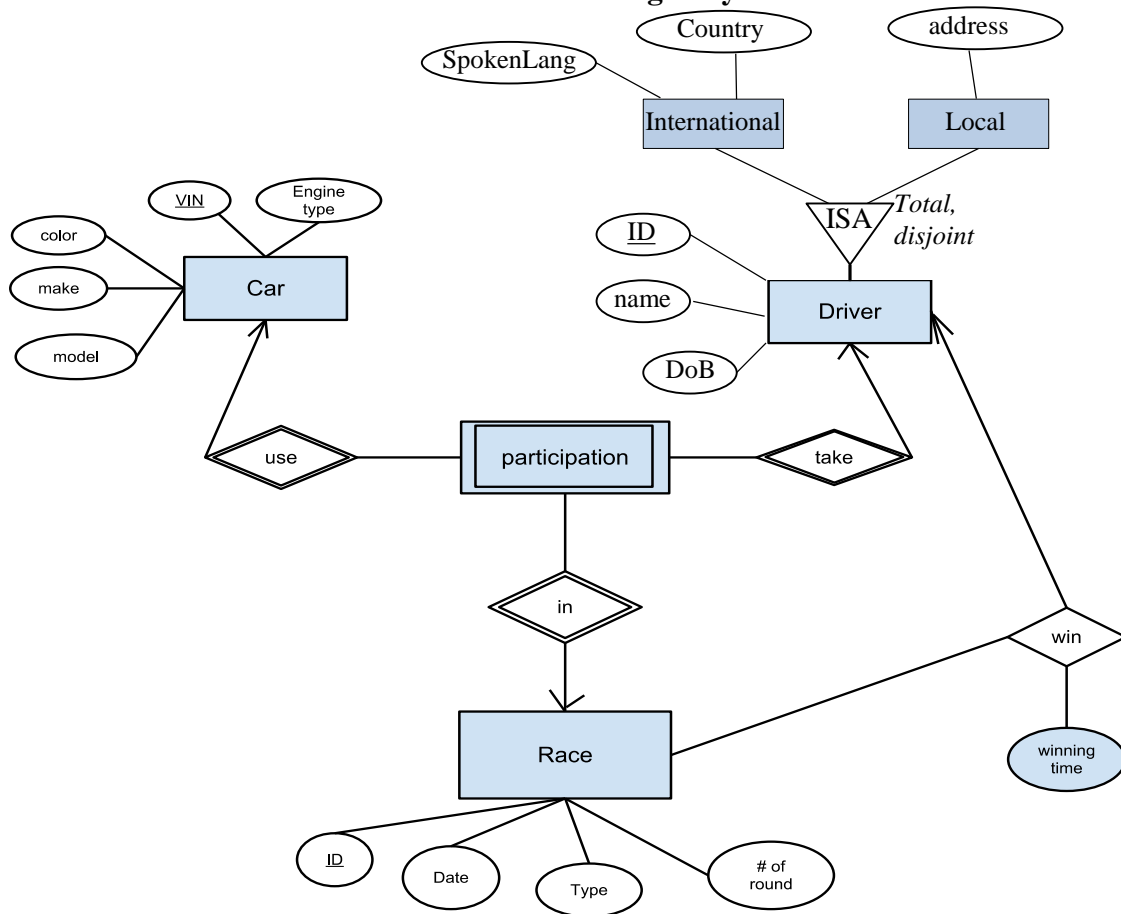 Country
address
SpokenLang
International
Local
VIN
Engine
type
ISA
Total,
disjoint
color
ID
make
Car
name
Driver
model
DoB
use
participation
take
in
win
Race
winning
time
ID
Date
Type
# of
round